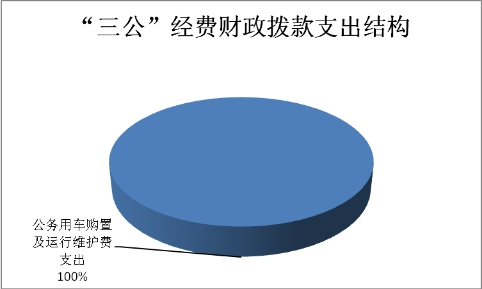 “三公”经费财政拨款支出结构
公务用车购置
及运行维护费
支出
100%